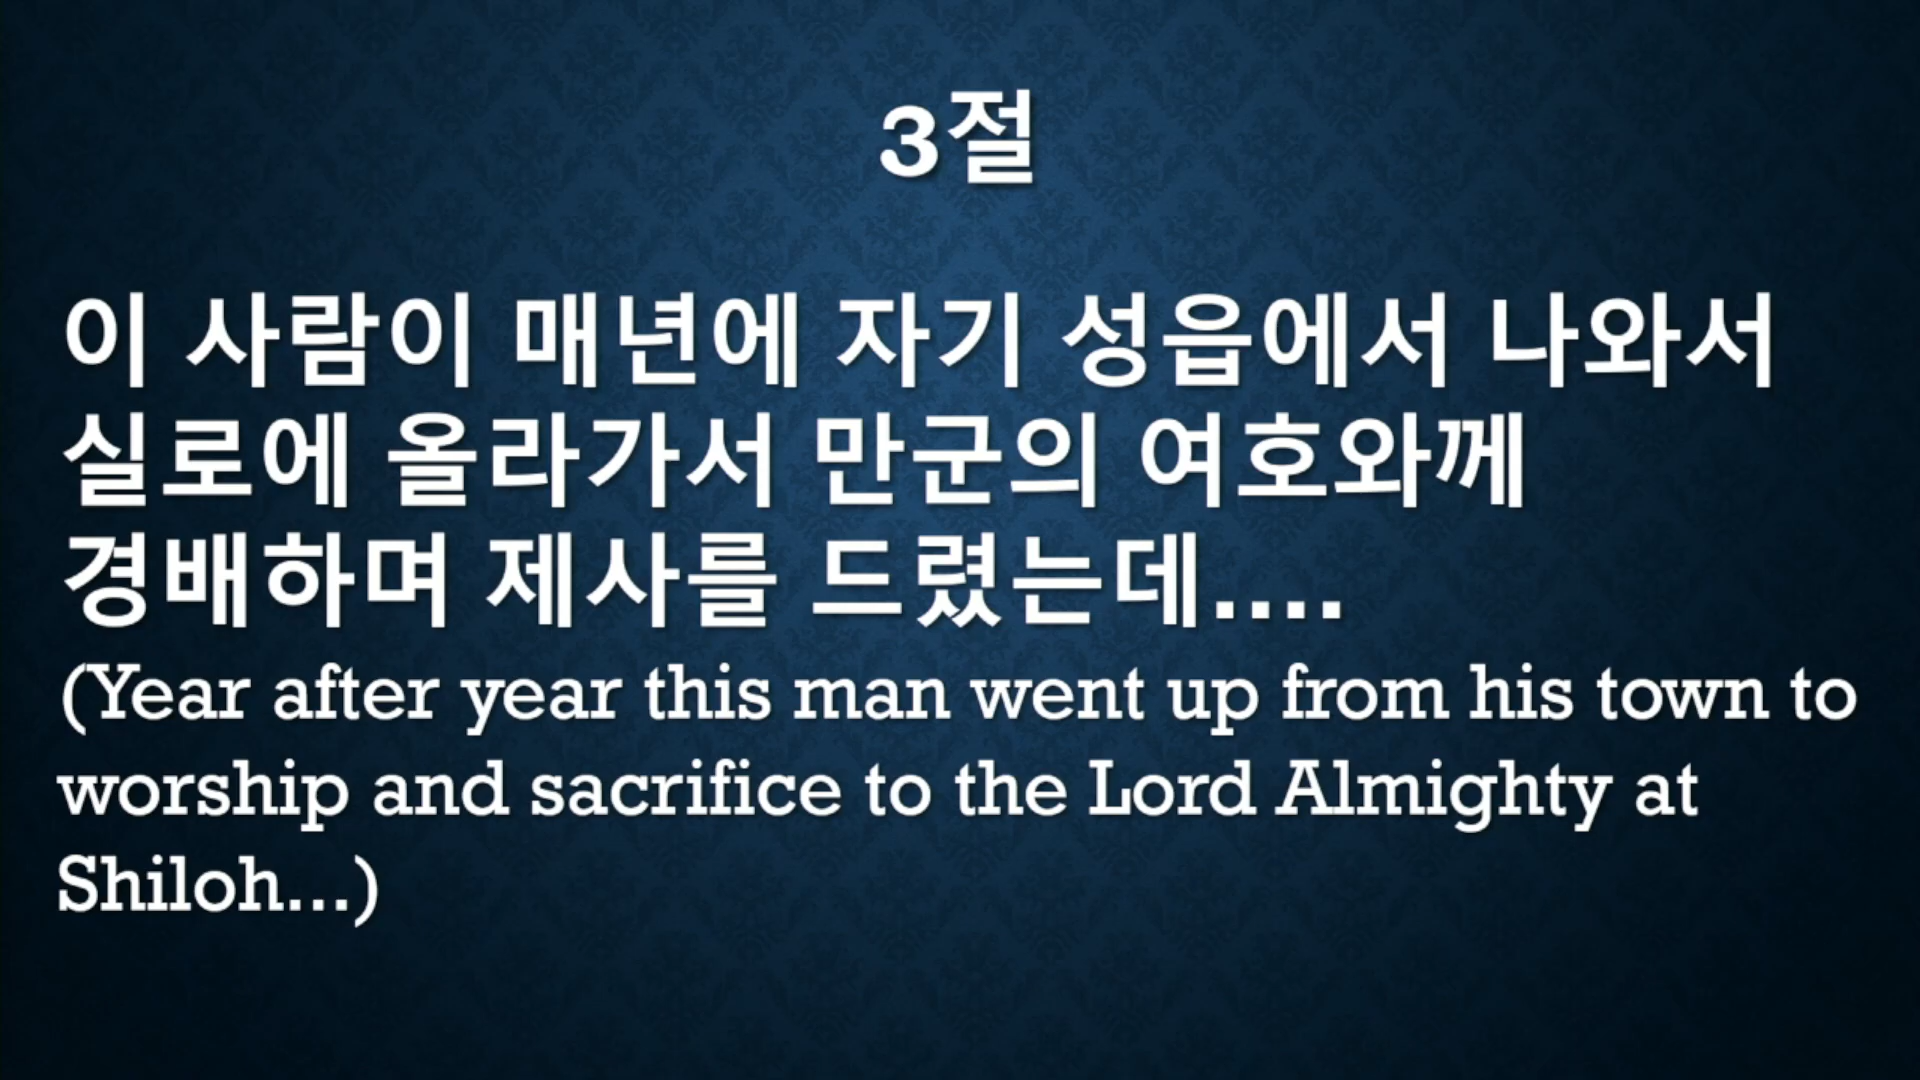 3절
이 사람이 매년에 자기 성읍에서 나와서
실로에 올라가서 만군의 여호와께
경배하며 제사를 드렸는데....
(Year after year this man went up from his town to
worship and sacrifice to the Lord Almighty at
Shiloh...)